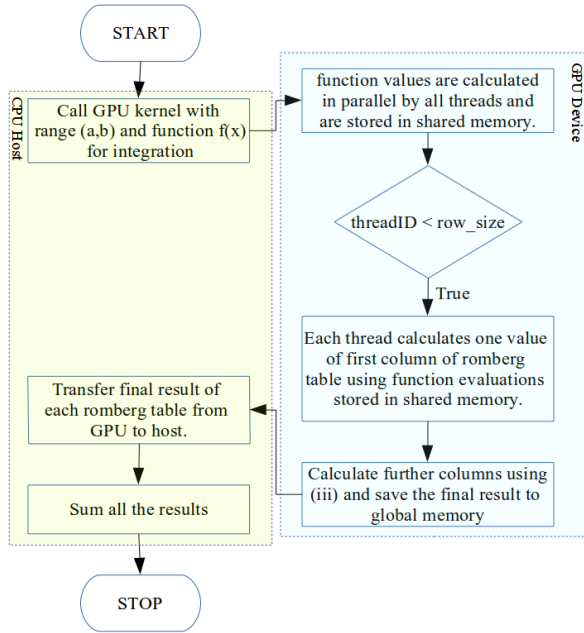 START
CPU Host
Call GPU kernel with
range (a,b) and function f(x)
for integration
GPU Device
function values are calculated
in parallel by all threads and
are stored in shared memory.
threadID < row_size
True
Each thread calculates one value
of first column of romberg
table using function evaluations
stored in shared memory.
Calculate further columns using
(iii) and save the final result to
global memory
Transfer final result of
each romberg table from
GPU to host.
Sum all the results
STOP